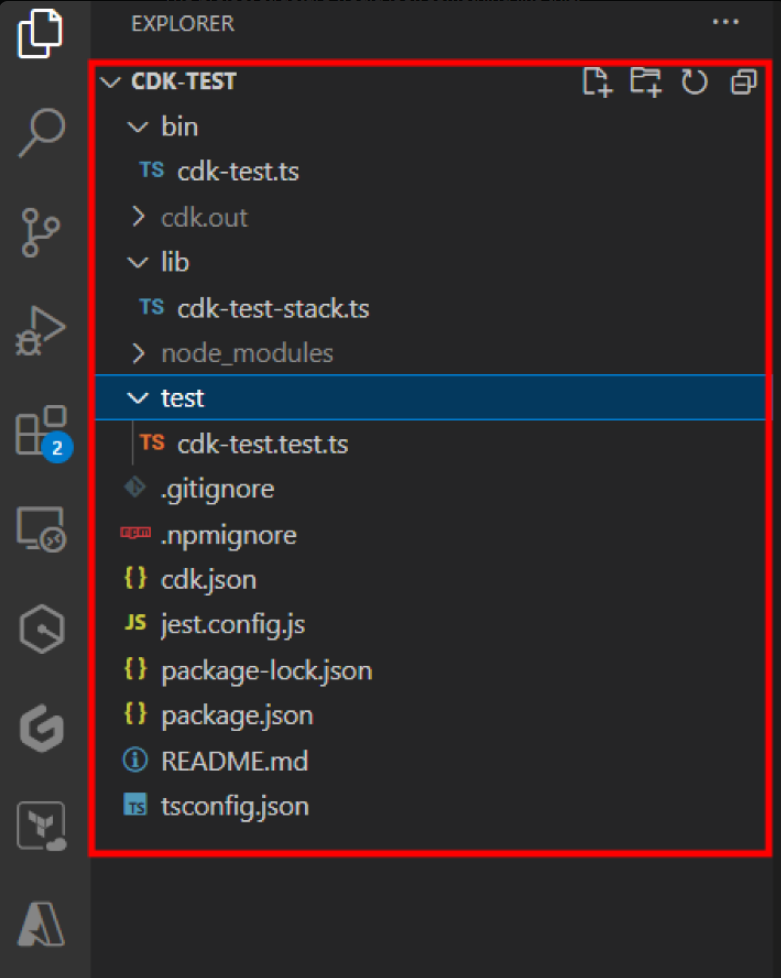 EXPLORER
CDK-TEST
bin
TS cdk-test.ts
cdk.out
lib
TS cdk-test-stack.ts
node_modules
test
TS cdk-test.test.ts
.gitignore
2
npm .npmignore
{} cdk.json
JS jest.config.js
{} package-lock.json
{} package.json
README.md
TS tsconfig.json